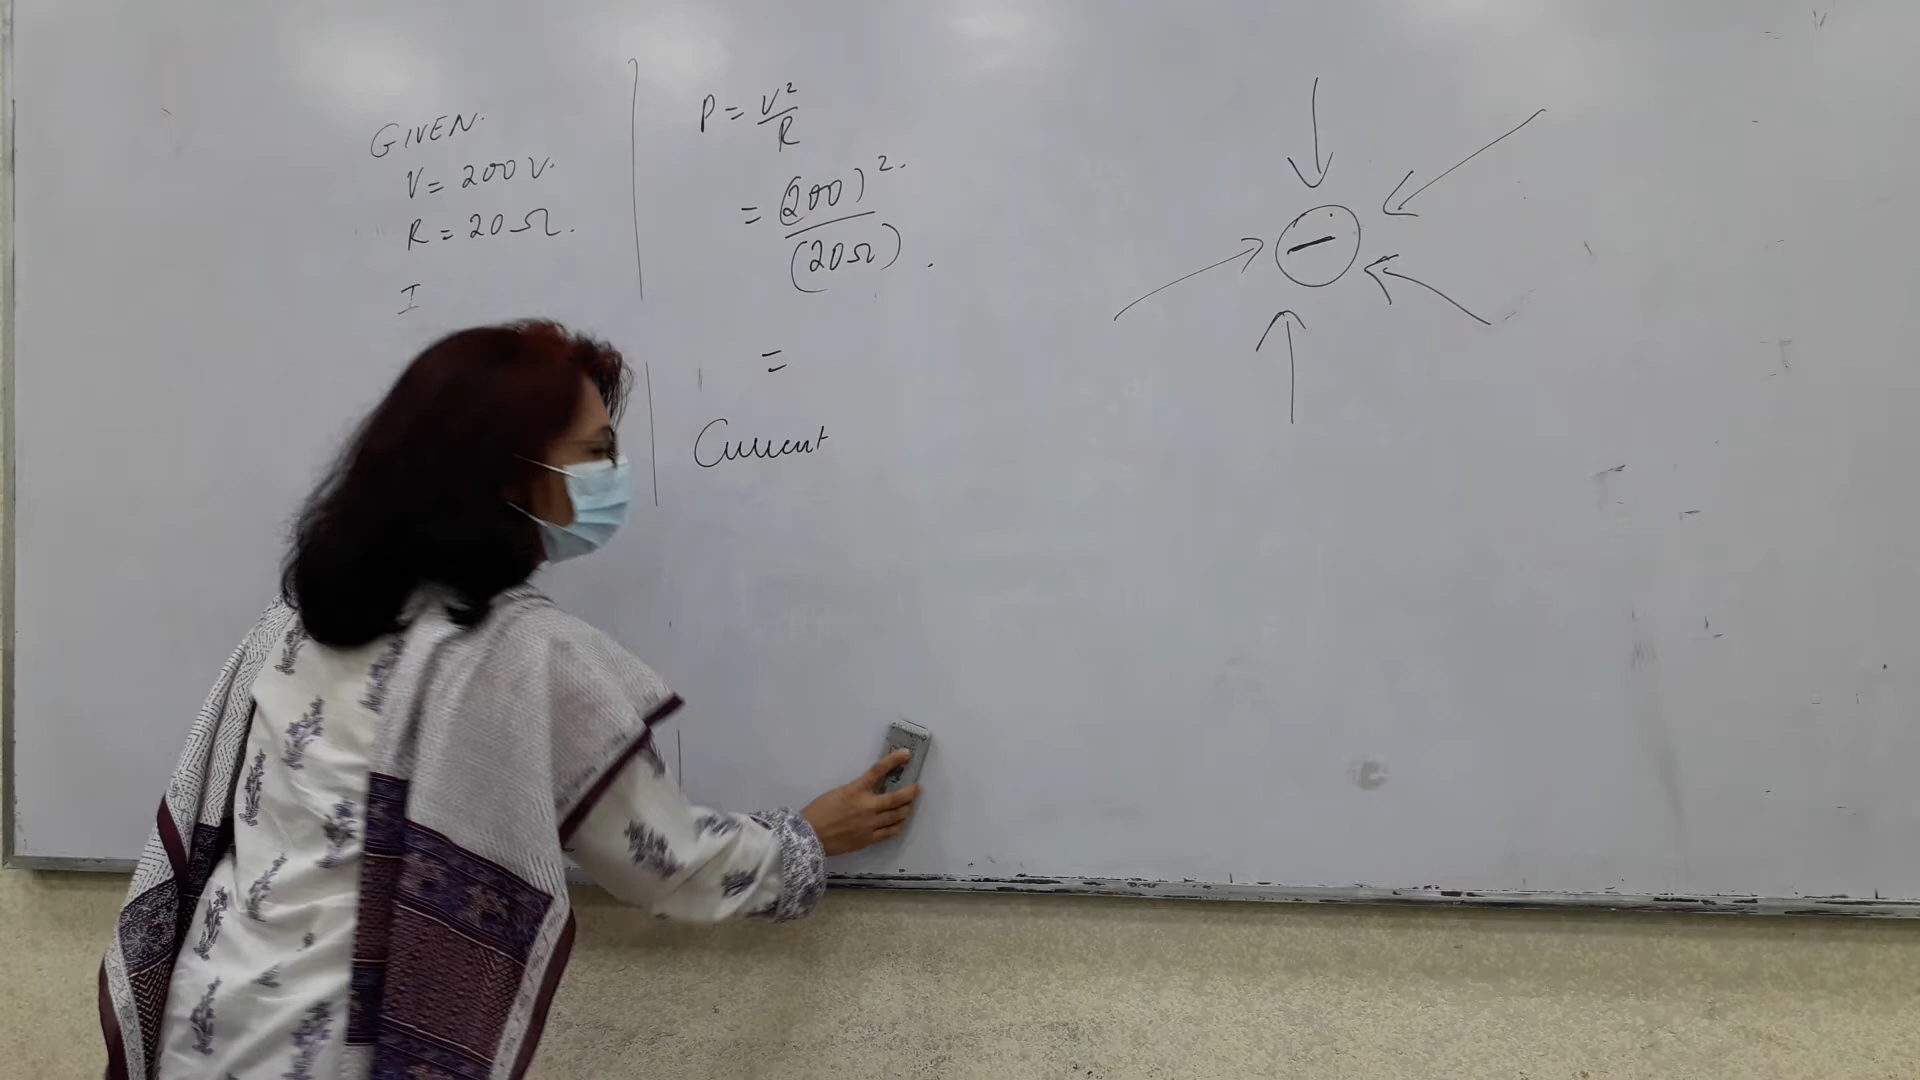 GIVEN.
V = 200 V.
R = 20 Ω.
I
P = V²/R
= (200)²/(20Ω).
=
Current
−